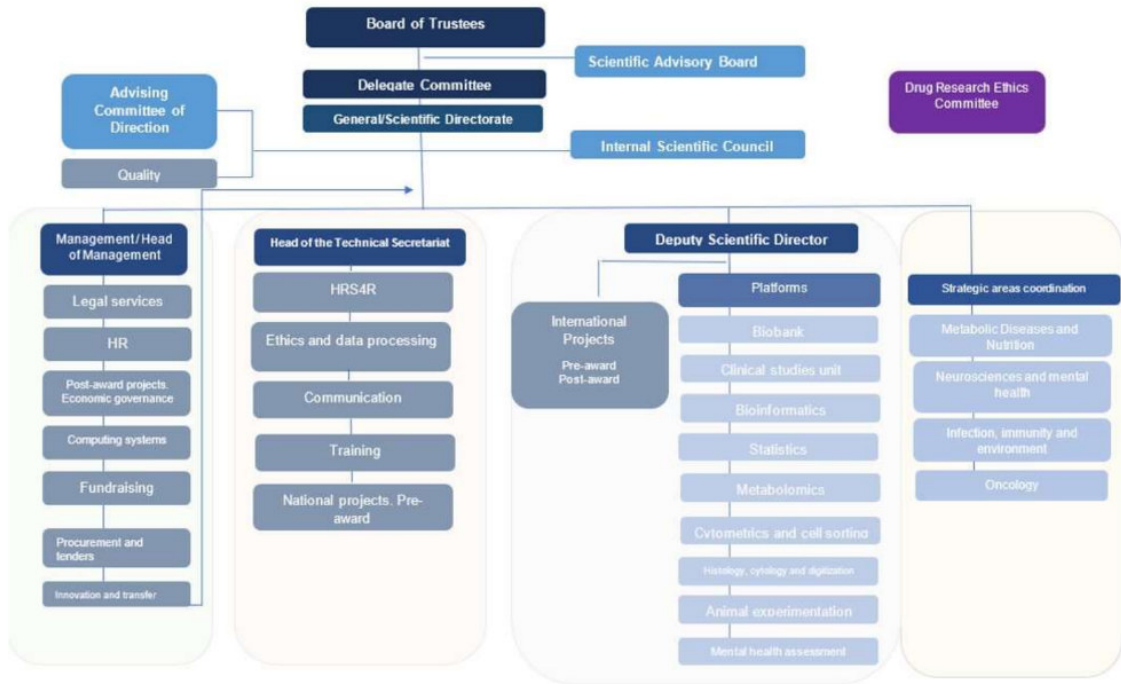 Board of Trustees
Scientific Advisory Board
Delegate Committee
Advising
Committee of
Direction
Drug Research Ethics
Committee
General/Scientific Directorate
Internal Scientific Council
Quality
Management/Head
of Management
Legal services
HR
Post-award projects.
Economic governance
Computing systems
Fundraising
Procurement and
tenders
Innovation and transfer
Head of the Technical Secretariat
HRS4R
Ethics and data processing
Communication
Training
National projects. Pre-
award
Deputy Scientific Director
International
Projects
Pre-award
Post-award
Platforms
Biobank
Clinical studies unit
Bioinformatics
Statistics
Metabolomics
Cytometrics and cell sorting
Histology, cytology and digitization
Animal experimentation
Mental health assessment
Strategic areas coordination
Metabolic Diseases and
Nutrition
Neurosciences and mental
health
Infection, immunity and
environment
Oncology